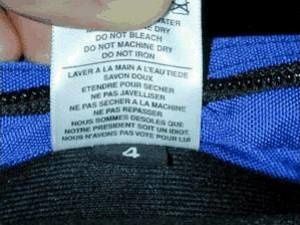 WATER
DRY
DO NOT BLEACH
DO NOT MACHINE DRY
DO NOT IRON
LAVER A LA MAIN A L'EAU TIEDE
SAVON DOUX
ETENDRE POUR SECHER
NE PAS JAVELLISER
NE PAS SECHER A LA MACHINE
NE PAS REPASSER
NOUS SOMMES DESOLES QUE
NOTRE PRESIDENT SOIT UN IDIOT.
NOUS N'AVONS PAS VOTE POUR LUI
4